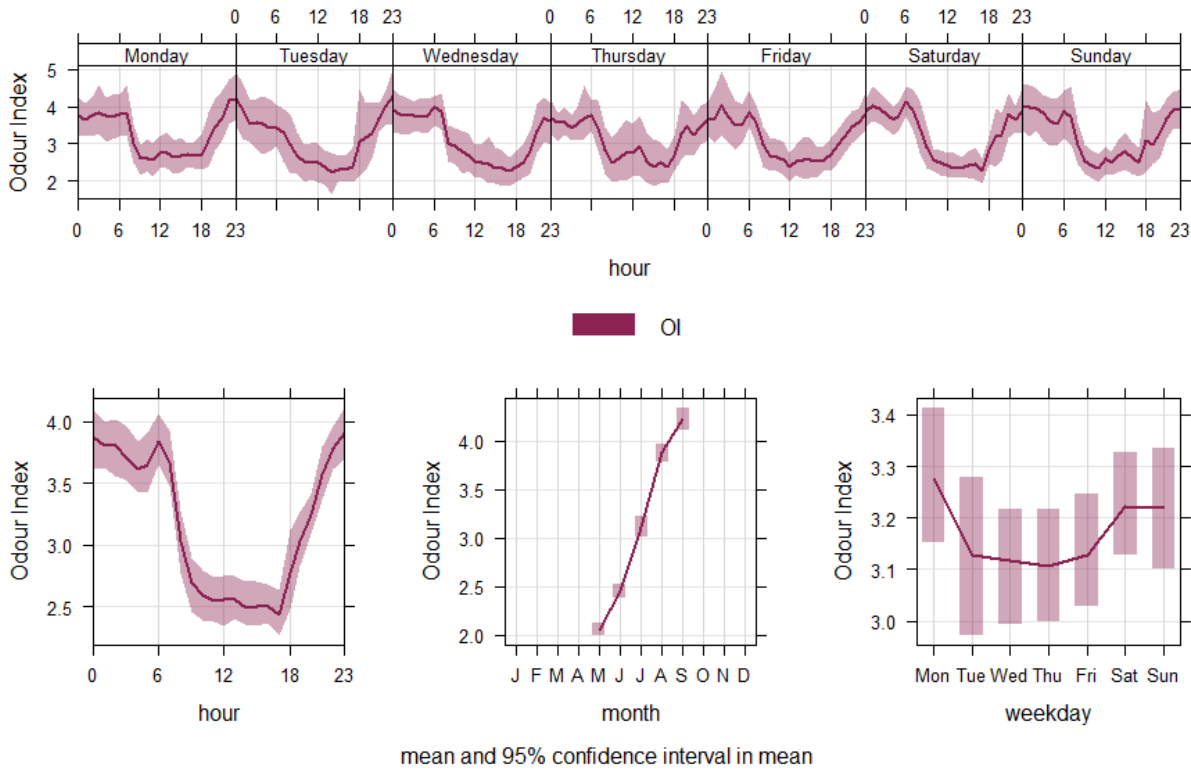 0 6 12 18 23 0 6 12 18 23 0 6 12 18 23
Monday Tuesday Wednesday Thursday Friday Saturday Sunday
Odour Index
5
4
3
2
0 6 12 18 23 0 6 12 18 23 0 6 12 18 23 0 6 12 18 23
hour
OI
Odour Index
4.0
3.5
3.0
2.5
0 6 12 18 23
hour
Odour Index
4.0
3.5
3.0
2.5
2.0
J F M A M J J A S O N D
month
Odour Index
3.4
3.3
3.2
3.1
3.0
Mon Tue Wed Thu Fri Sat Sun
weekday
mean and 95% confidence interval in mean